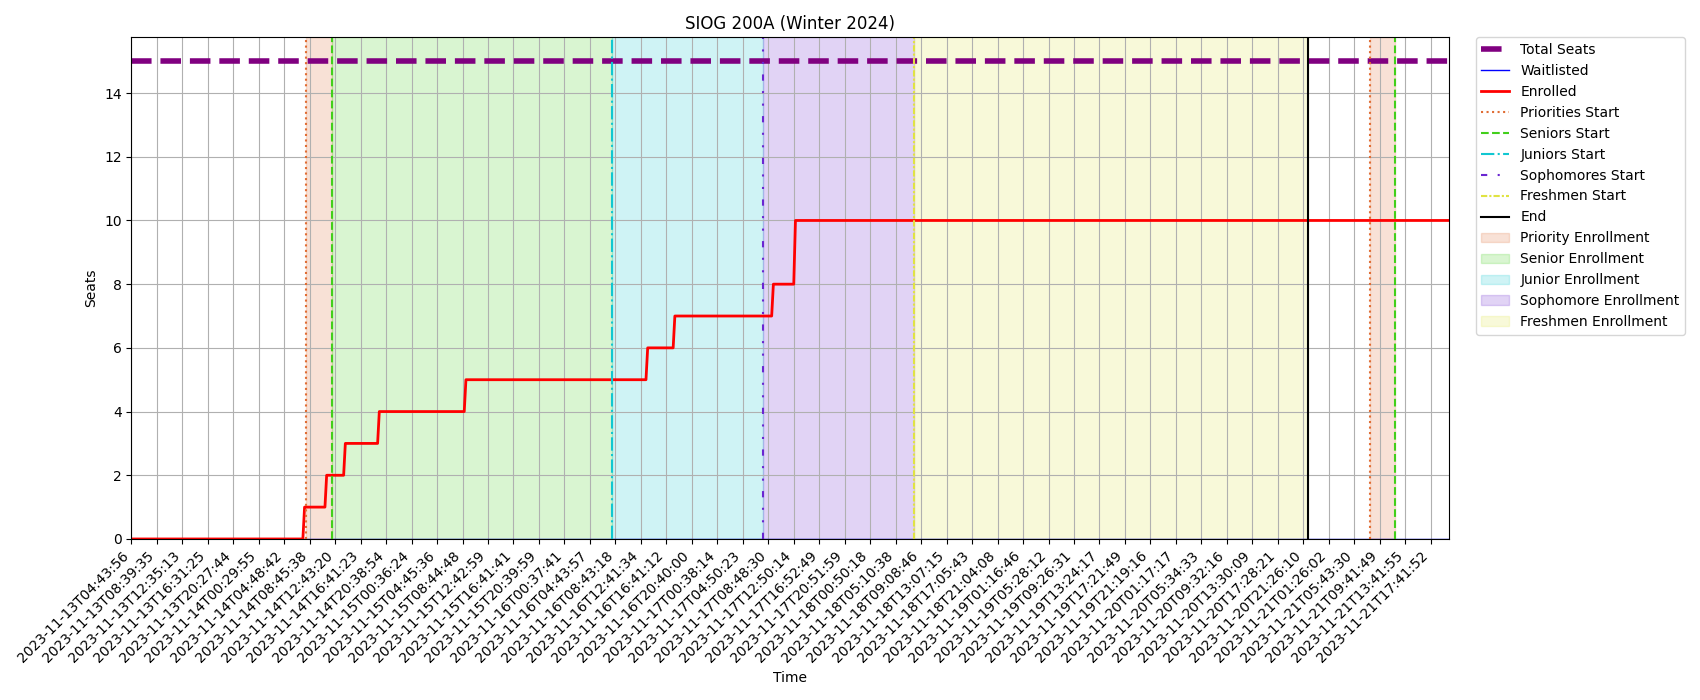 SIOG 200A (Winter 2024)
Seats
14
12
10
8
6
4
2
0
2023-11-13T04:43:56
2023-11-13T08:39:35
2023-11-13T12:35:13
2023-11-13T16:31:25
2023-11-13T20:27:44
2023-11-14T00:29:55
2023-11-14T04:48:42
2023-11-14T08:45:38
2023-11-14T12:43:20
2023-11-14T16:41:23
2023-11-14T20:38:54
2023-11-15T00:36:24
2023-11-15T04:45:36
2023-11-15T08:44:48
2023-11-15T12:42:59
2023-11-15T16:41:41
2023-11-15T20:39:59
2023-11-16T00:37:41
2023-11-16T04:43:57
2023-11-16T08:43:18
2023-11-16T12:41:34
2023-11-16T16:41:12
2023-11-16T20:40:00
2023-11-17T00:38:14
2023-11-17T04:50:23
2023-11-17T08:48:30
2023-11-17T12:50:14
2023-11-17T16:52:49
2023-11-17T20:51:59
2023-11-18T00:50:18
2023-11-18T05:10:38
2023-11-18T09:08:46
2023-11-18T13:07:15
2023-11-18T17:05:43
2023-11-18T21:04:08
2023-11-19T01:16:46
2023-11-19T05:28:12
2023-11-19T09:26:31
2023-11-19T13:24:17
2023-11-19T17:21:49
2023-11-19T21:19:16
2023-11-20T01:17:17
2023-11-20T05:34:33
2023-11-20T09:32:16
2023-11-20T13:30:09
2023-11-20T17:28:21
2023-11-20T21:26:10
2023-11-21T01:26:02
2023-11-21T05:43:30
2023-11-21T09:41:49
2023-11-21T13:41:55
2023-11-21T17:41:52
Time
Total Seats
Waitlisted
Enrolled
Priorities Start
Seniors Start
Juniors Start
Sophomores Start
Freshmen Start
End
Priority Enrollment
Senior Enrollment
Junior Enrollment
Sophomore Enrollment
Freshmen Enrollment